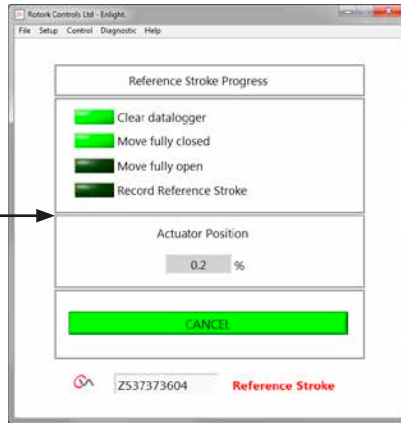 Rotork Controls Ltd - Enlight.
File Setup Control Diagnostic Help
Reference Stroke Progress
Clear datalogger
Move fully closed
Move fully open
Record Reference Stroke
Actuator Position
0.2 %
CANCEL
Z537373604 Reference Stroke